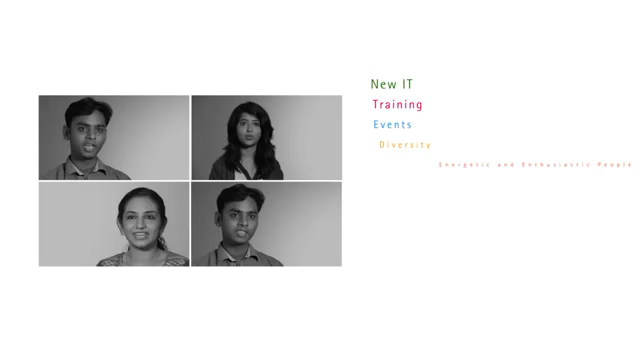 New IT
Training
Events
Diversity
Energetic and Enthusiastic People